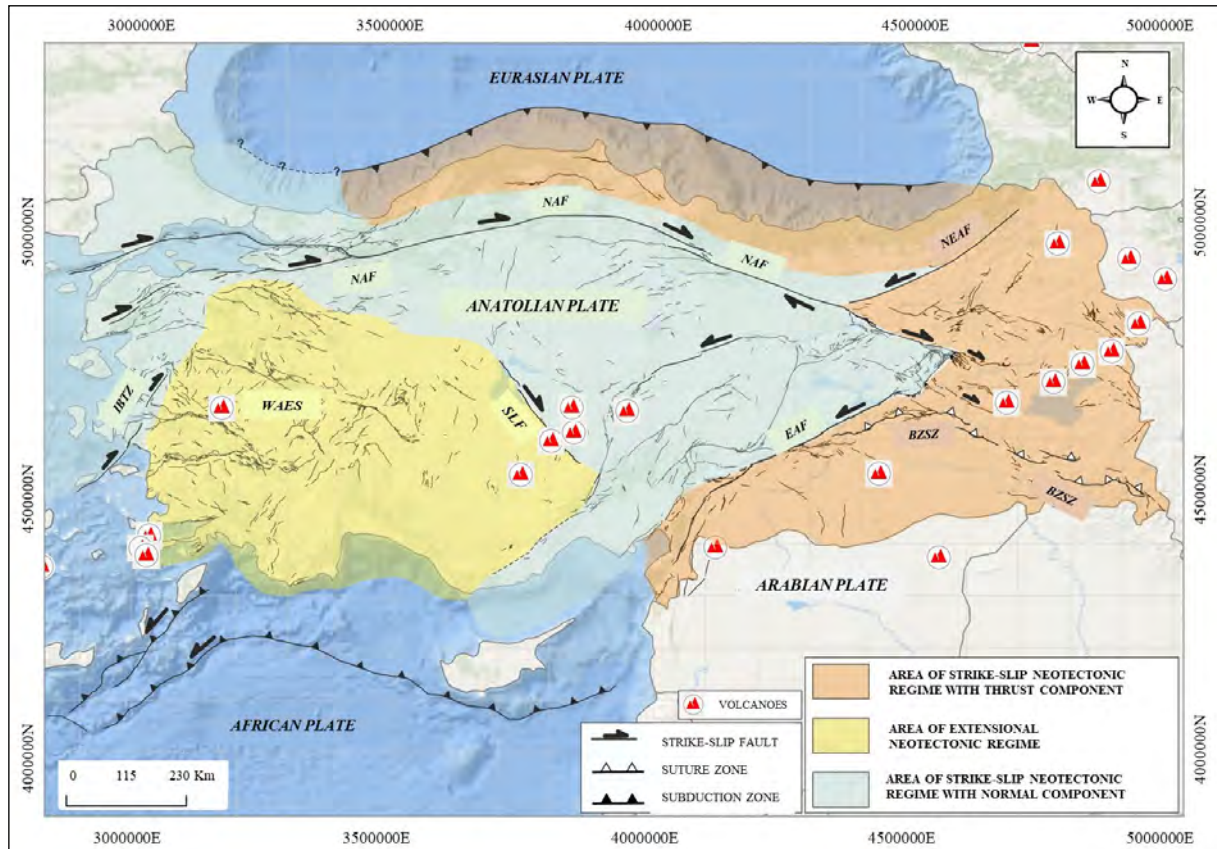 3000000E 3500000E 4000000E 4500000E 5000000E
EURASIAN PLATE
N
W E
S
?
?
?
5000000N
5000000N
NAF
NEAF
NAF
NAF
ANATOLIAN PLATE
IBTZ
WAES
SLF
EAF
BZSZ
BZSZ
4500000N
4500000N
ARABIAN PLATE
AFRICAN PLATE
VOLCANOES
STRIKE-SLIP FAULT
SUTURE ZONE
SUBDUCTION ZONE
AREA OF STRIKE-SLIP NEOTECTONIC
REGIME WITH THRUST COMPONENT
AREA OF EXTENSIONAL
NEOTECTONIC REGIME
AREA OF STRIKE-SLIP NEOTECTONIC
REGIME WITH NORMAL COMPONENT
4000000N
4000000N
0 115 230 Km
3000000E 3500000E 4000000E 4500000E 5000000E